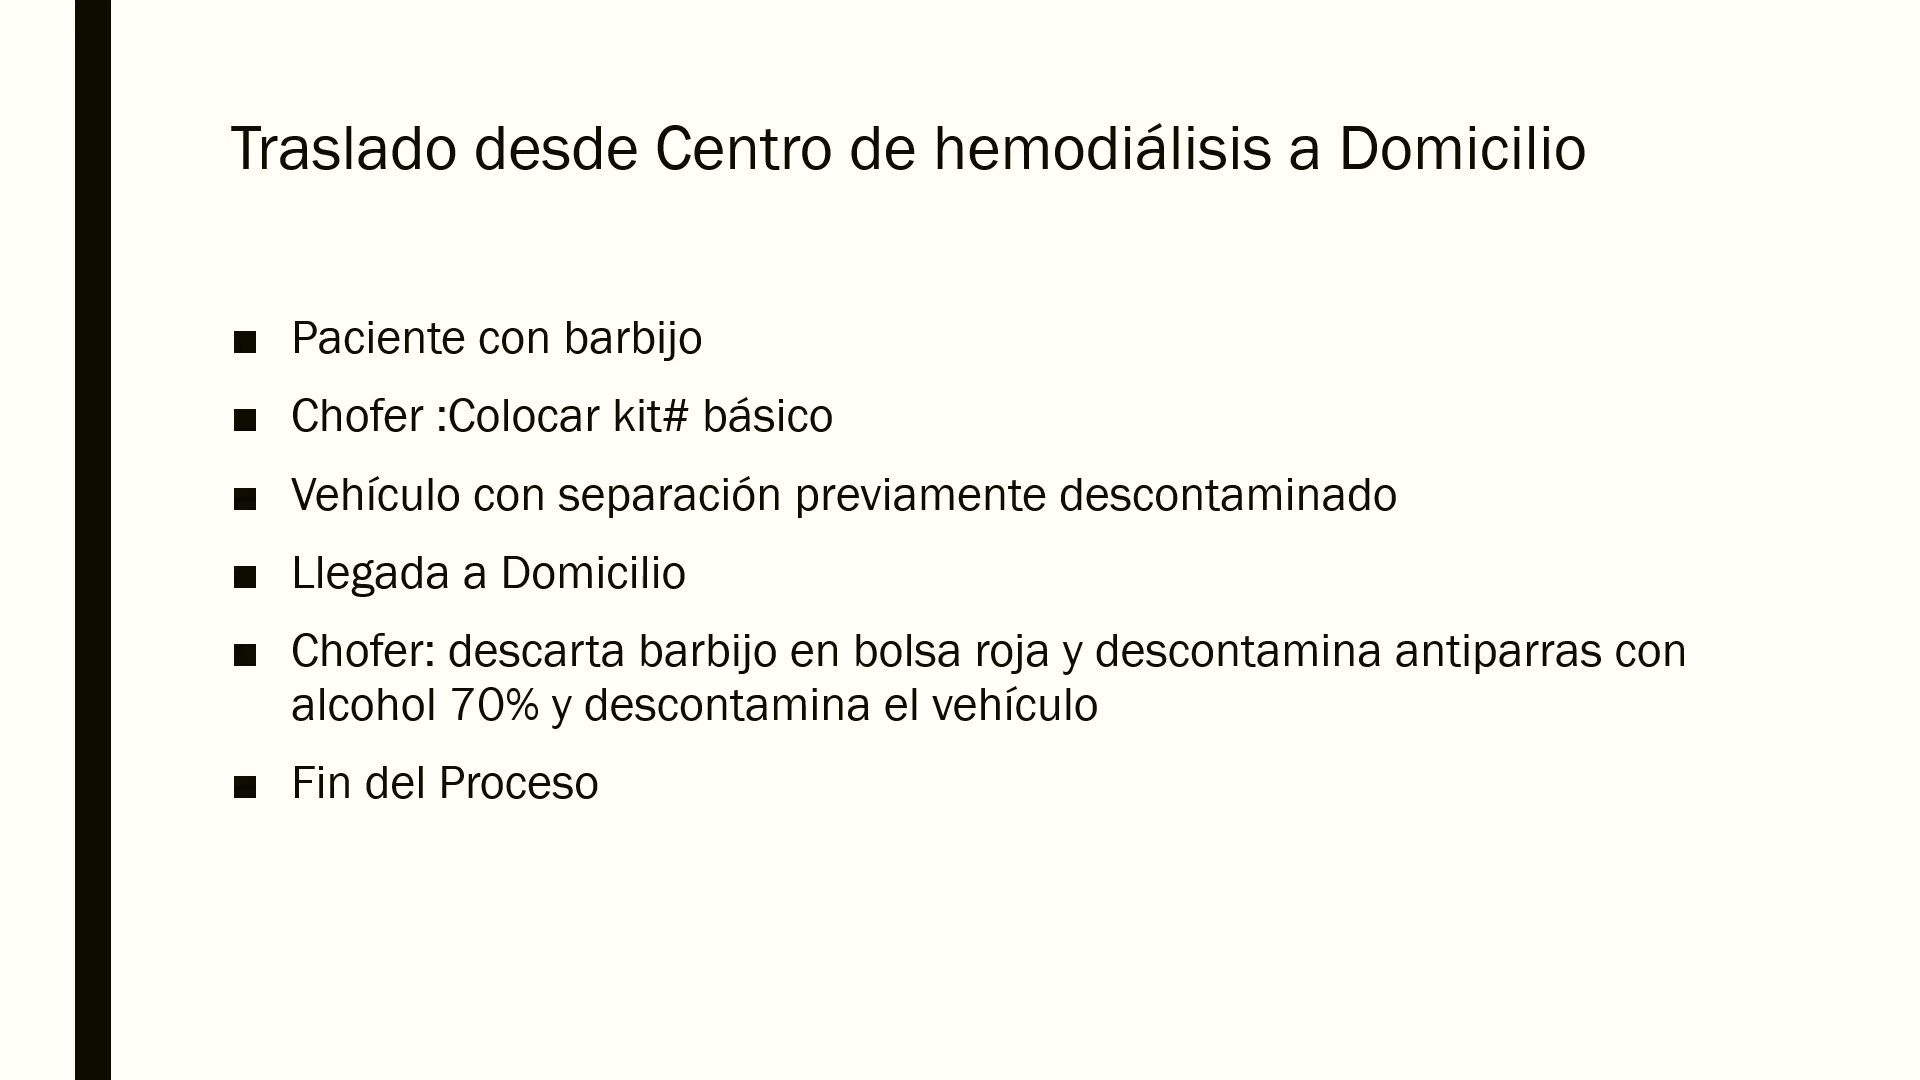 Traslado desde Centro de hemodiálisis a Domicilio
■ Paciente con barbijo
■ Chofer :Colocar kit# básico
■ Vehículo con separación previamente descontaminado
■ Llegada a Domicilio
■ Chofer: descarta barbijo en bolsa roja y descontamina antiparras con
alcohol 70% y descontamina el vehículo
■ Fin del Proceso